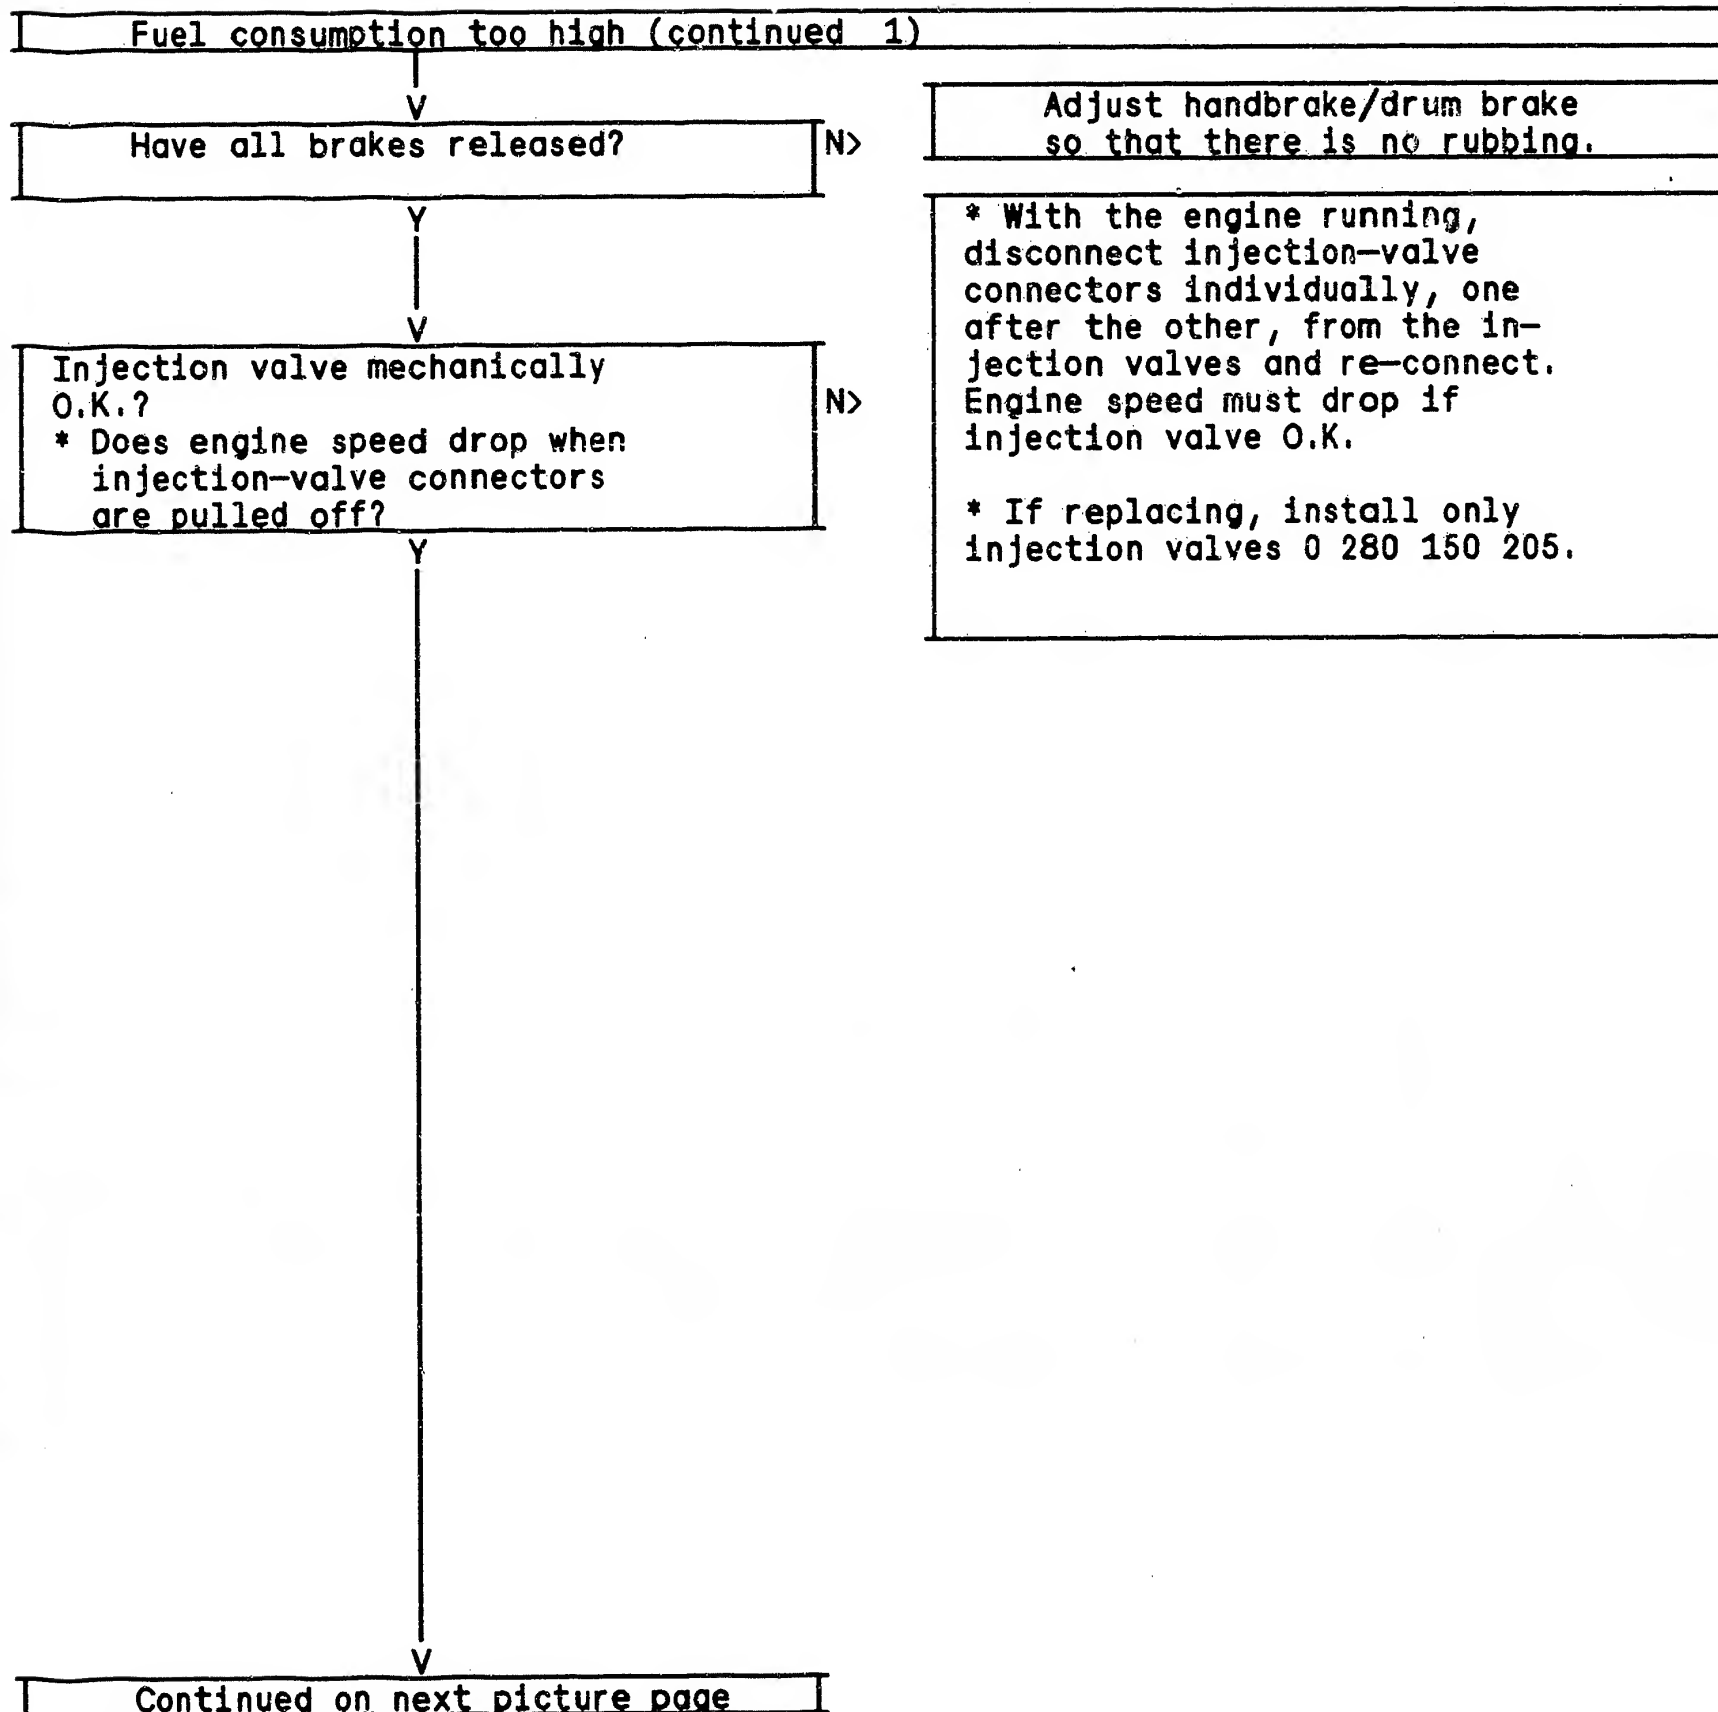 Fuel consumption too high (continued 1)
V
Have all brakes released?
N>
Adjust handbrake/drum brake
so that there is no rubbing.
Y
V
Injection valve mechanically
O.K.?
* Does engine speed drop when
injection-valve connectors
are pulled off?
N>
* With the engine running,
disconnect injection-valve
connectors individually, one
after the other, from the in-
jection valves and re-connect.
Engine speed must drop if
injection valve O.K.
* If replacing, install only
injection valves 0 280 150 205.
Y
V
Continued on next picture page